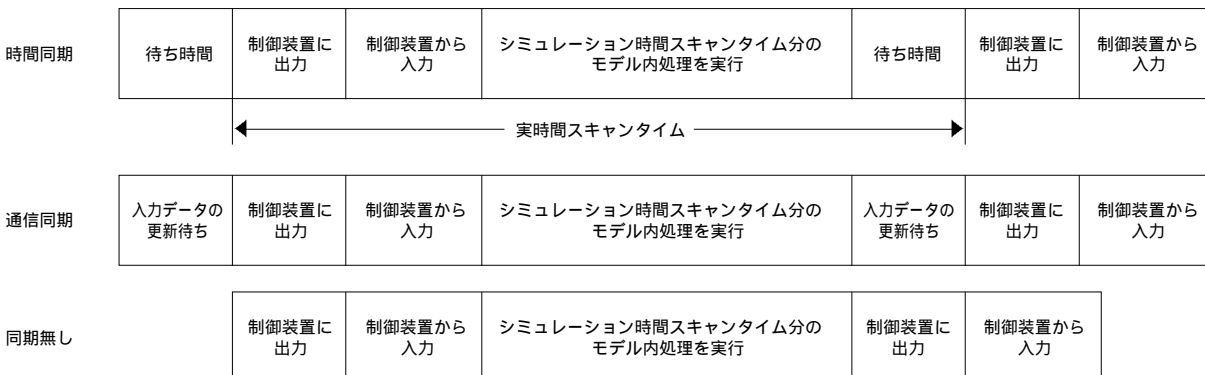 時間同期
待ち時間
制御装置に
出力
制御装置から
入力
シミュレーション時間スキャンタイム分の
モデル内処理を実行
待ち時間
制御装置に
出力
制御装置から
入力
実時間スキャンタイム
通信同期
入力データの
更新待ち
制御装置に
出力
制御装置から
入力
シミュレーション時間スキャンタイム分の
モデル内処理を実行
入力データの
更新待ち
制御装置に
出力
制御装置から
入力
同期無し
制御装置に
出力
制御装置から
入力
シミュレーション時間スキャンタイム分の
モデル内処理を実行
制御装置に
出力
制御装置から
入力